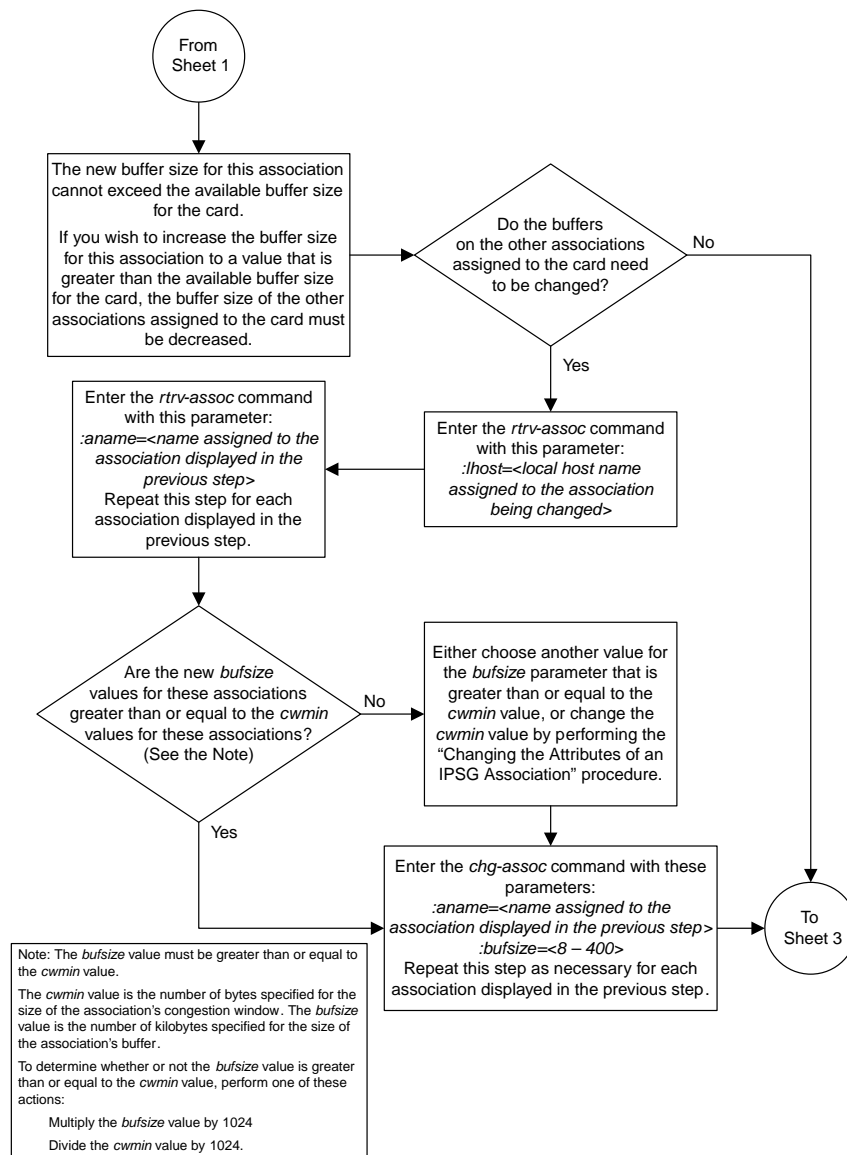 From
Sheet 1
The new buffer size for this association
cannot exceed the available buffer size
for the card.
If you wish to increase the buffer size
for this association to a value that is
greater than the available buffer size
for the card, the buffer size of the other
associations assigned to the card must
be decreased.
Do the buffers
on the other associations
assigned to the card need
to be changed?
No
Yes
Enter the rtrv-assoc command
with this parameter:
:lhost=<local host name
assigned to the association
being changed>
Enter the rtrv-assoc command
with this parameter:
:aname=<name assigned to the
association displayed in the
previous step>
Repeat this step for each
association displayed in the
previous step.
Are the new bufsize
values for these associations
greater than or equal to the cwmin
values for these associations?
(See the Note)
No
Yes
Either choose another value for
the bufsize parameter that is
greater than or equal to the
cwmin value, or change the
cwmin value by performing the
“Changing the Attributes of an
IPSG Association” procedure.
Enter the chg-assoc command with these
parameters:
:aname=<name assigned to the
association displayed in the previous step>
:bufsize=<8 – 400>
Repeat this step as necessary for each
association displayed in the previous step.
To
Sheet 3
Note: The bufsize value must be greater than or equal to
the cwmin value.
The cwmin value is the number of bytes specified for the
size of the association’s congestion window. The bufsize
value is the number of kilobytes specified for the size of
the association’s buffer.
To determine whether or not the bufsize value is greater
than or equal to the cwmin value, perform one of these
actions:
Multiply the bufsize value by 1024
Divide the cwmin value by 1024.